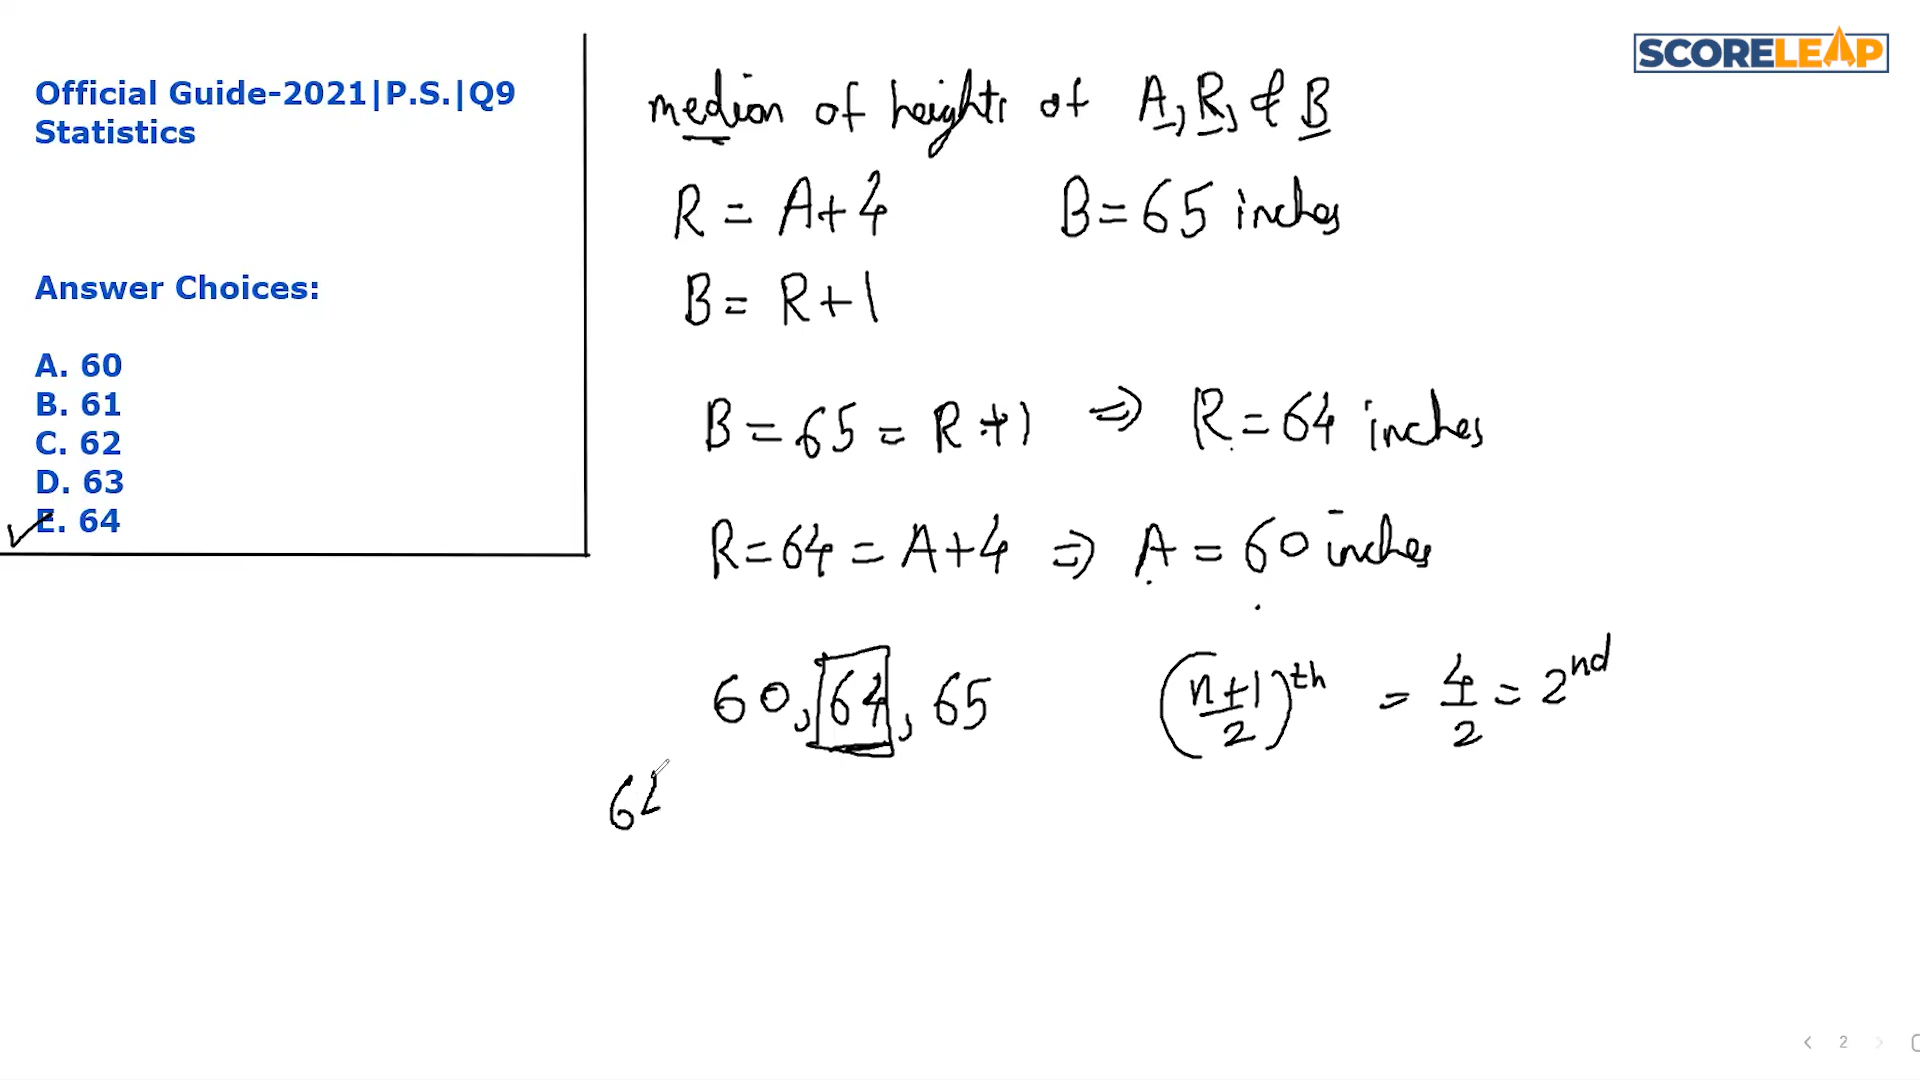 SCORELEAP
Official Guide-2021|P.S.|Q9
Statistics
Answer Choices:
A. 60
B. 61
C. 62
D. 63
E. 64
median of heights of A, R, & B
R = A+4 B = 65 inches
B = R+1
B = 65 = R+1 ⇒ R = 64 inches
R = 64 = A+4 ⇒ A = 60 inches
60, 64, 65 (n+1/2)th = 4/2 = 2nd
2